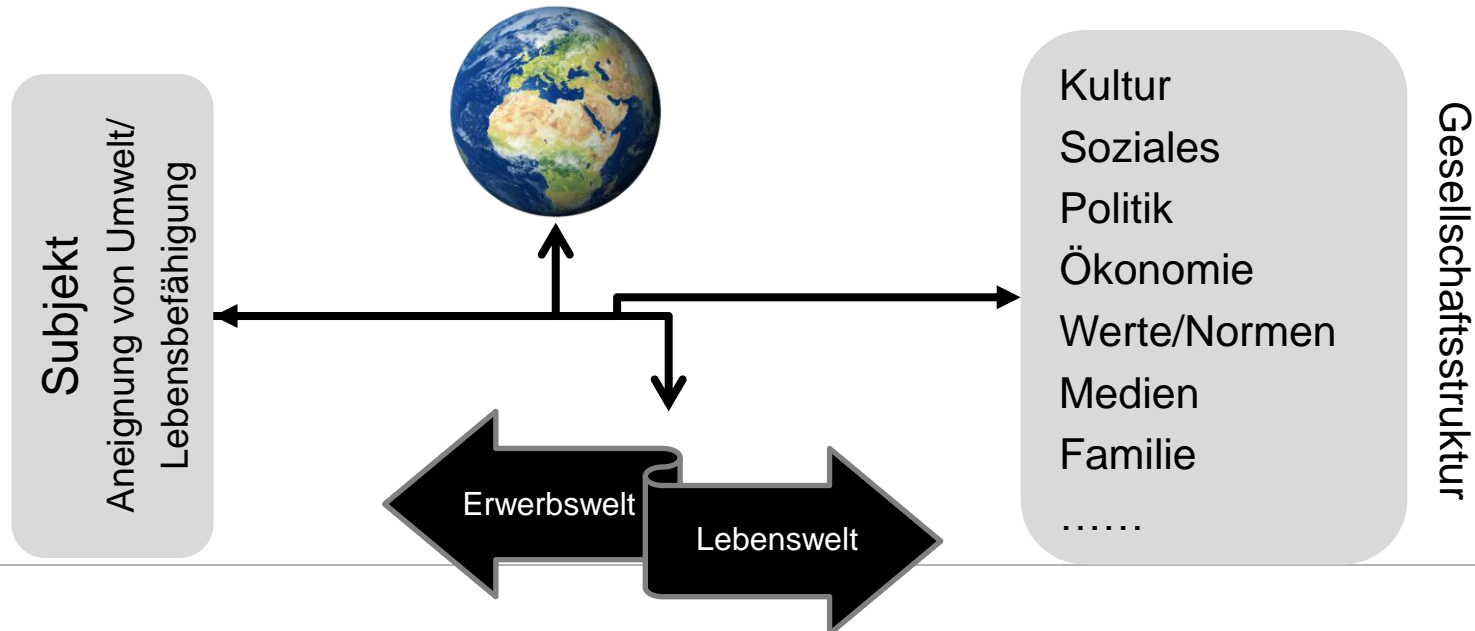 Subjekt
Aneignung von Umwelt/
Lebensbefähigung
Erwerbswelt
Lebenswelt
Kultur
Soziales
Politik
Ökonomie
Werte/Normen
Medien
Familie
……
Gesellschaftsstruktur